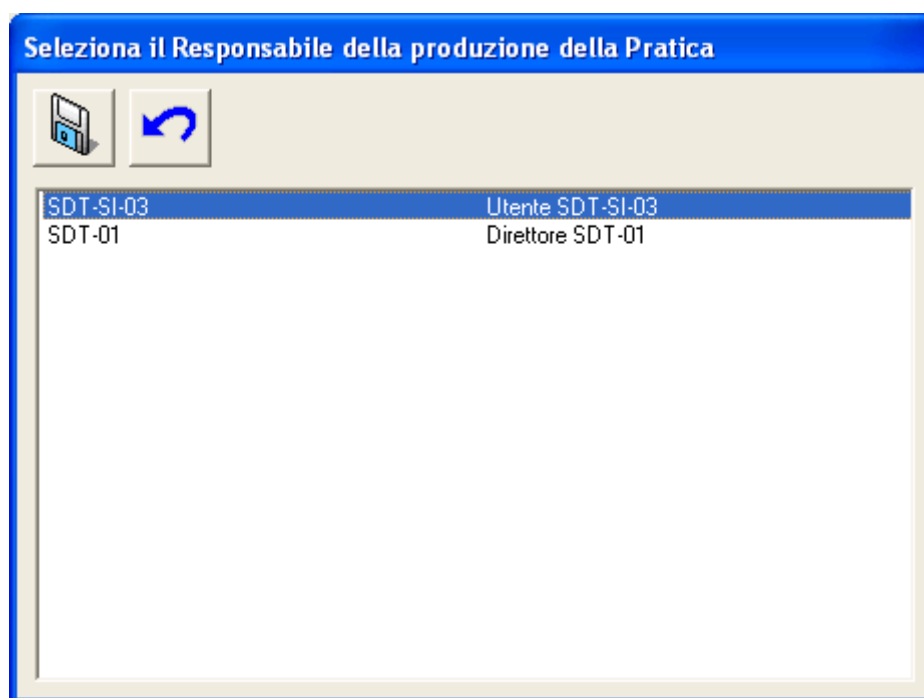 Seleziona il Responsabile della produzione della Pratica
SDT-SI-03 Utente SDT-SI-03
SDT-01 Direttore SDT-01